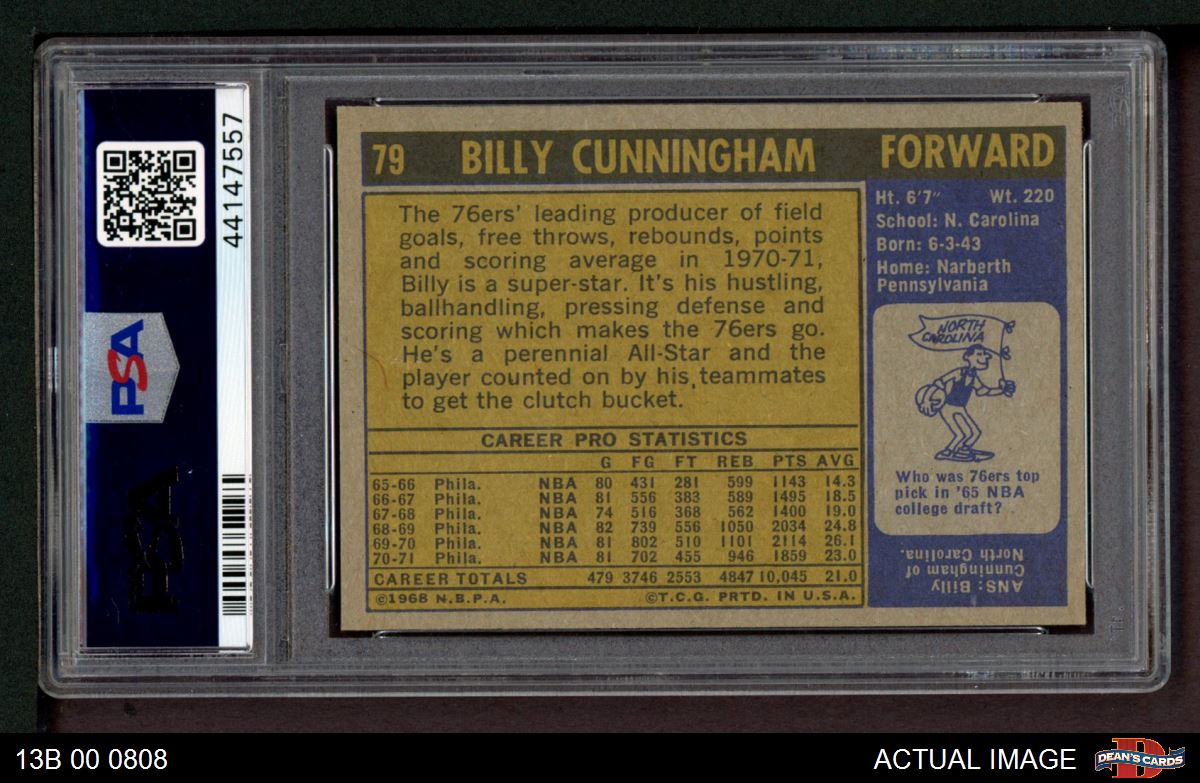 44147557
PSA
PSA
79 BILLY CUNNINGHAM FORWARD
The 76ers' leading producer of field
goals, free throws, rebounds, points
and scoring average in 1970-71,
Billy is a super-star. It's his hustling,
ballhandling, pressing defense and
scoring which makes the 76ers go.
He's a perennial All-Star and the
player counted on by his teammates
to get the clutch bucket.
CAREER PRO STATISTICS
G FG FT REB PTS AVG
65-66 Phila. NBA 80 431 281 599 1143 14.3
66-67 Phila. NBA 81 556 383 589 1495 18.5
67-68 Phila. NBA 74 516 368 562 1400 19.0
68-69 Phila. NBA 82 739 556 1050 2034 24.8
69-70 Phila. NBA 81 802 510 1101 2114 26.1
70-71 Phila. NBA 81 702 455 946 1859 23.0
CAREER TOTALS 479 3746 2553 4847 10,045 21.0
©1968 N.B.P.A. ©T.C.G. PRTD. IN U.S.A.
Ht. 6'7" Wt. 220
School: N. Carolina
Born: 6-3-43
Home: Narberth
Pennsylvania
NORTH
CAROLINA
Who was 76ers top
pick in '65 NBA
college draft?
ANS: Billy
Cunningham of
North Carolina.
13B 00 0808
ACTUAL IMAGE
DEAN'S CARDS